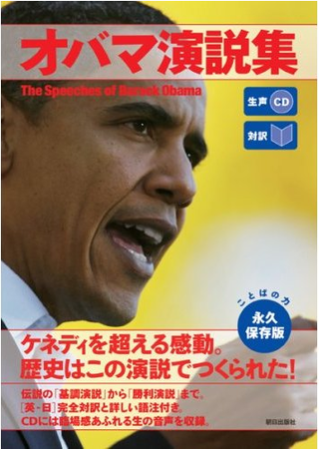 オバマ演説集
The Speeches of Barack Obama
生声 CD
対訳
ことばの力
永久
保存版
ケネディを超える感動。
歴史はこの演説でつくられた!
伝説の「基調演説」から「勝利演説」まで。
[英-日]完全対訳と詳しい語注付き。
CDには臨場感あふれる生の音声を収録。
朝日出版社